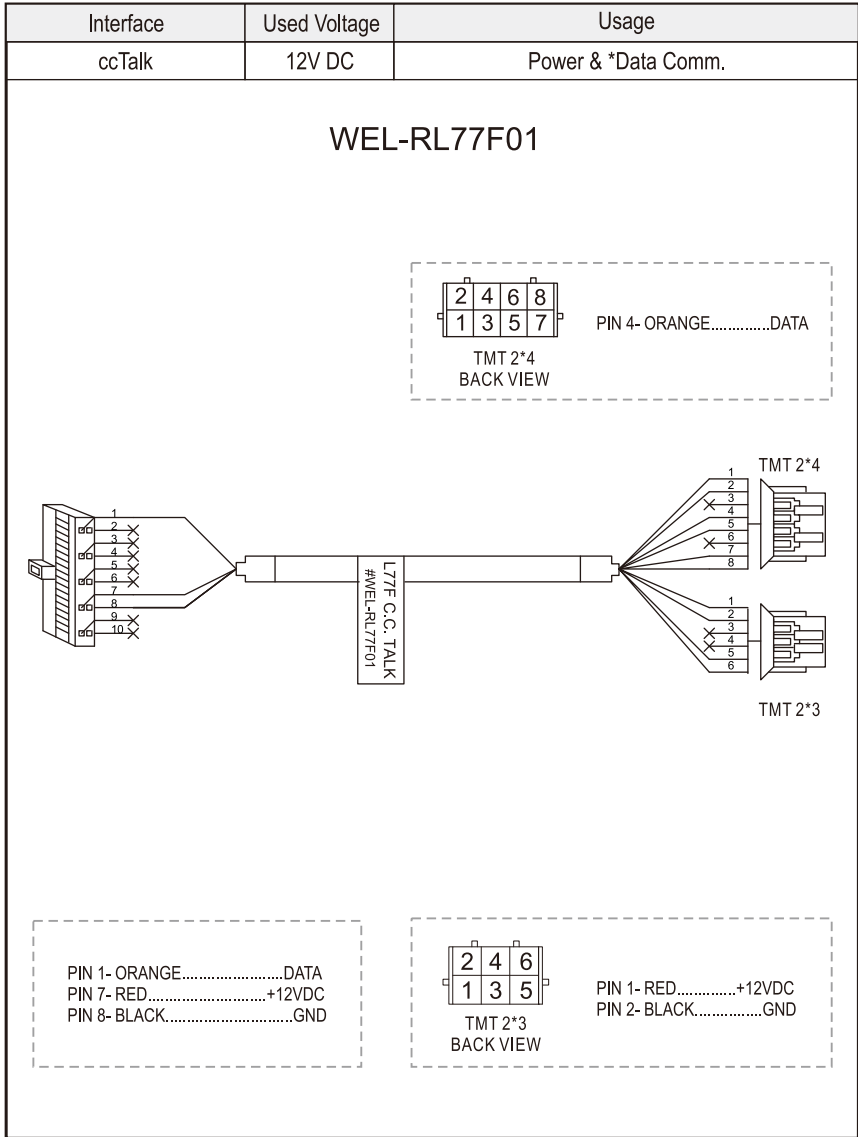 Interface Used Voltage Usage
ccTalk 12V DC Power & *Data Comm.
WEL-RL77F01
2 4 6 8
1 3 5 7
PIN 4- ORANGE.............DATA
TMT 2*4
BACK VIEW
1
2
3
4
5
6
7
8
9
10
L77F C.C. TALK
#WEL-RL77F01
TMT 2*4
1
2
3
4
5
6
7
8
1
2
3
4
5
6
TMT 2*3
PIN 1- ORANGE.......................DATA
PIN 7- RED..........................+12VDC
PIN 8- BLACK............................GND
2 4 6
1 3 5
TMT 2*3
BACK VIEW
PIN 1- RED.............+12VDC
PIN 2- BLACK...............GND